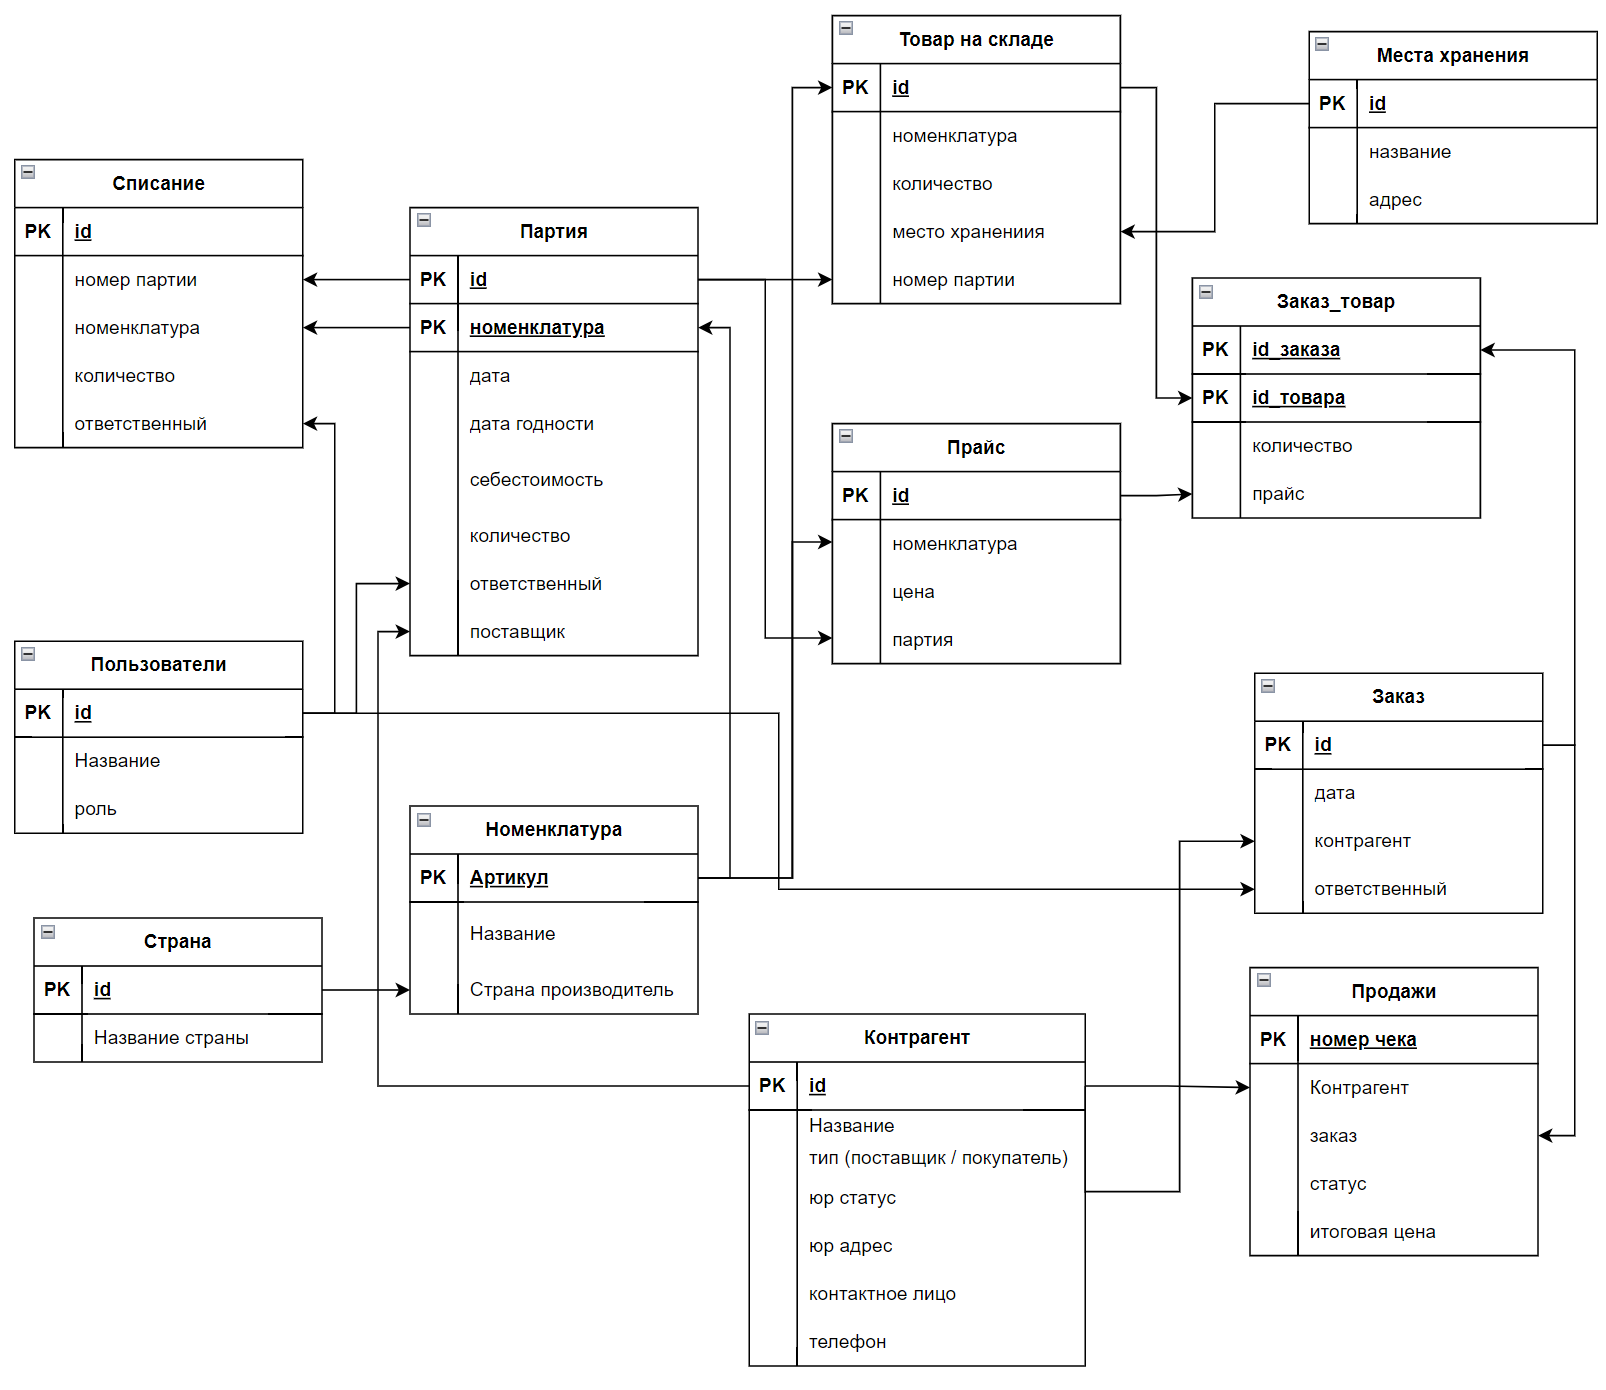 Товар на складе
PK id
номенклатура
количество
место хранениия
номер партии
Места хранения
PK id
название
адрес
Списание
PK id
номер партии
номенклатура
количество
ответственный
Партия
PK id
PK номенклатура
дата
дата годности
себестоимость
количество
ответственный
поставщик
Заказ_товар
PK id_заказа
PK id_товара
количество
прайс
Прайс
PK id
номенклатура
цена
партия
Пользователи
PK id
Название
роль
Заказ
PK id
дата
контрагент
ответственный
Номенклатура
PK Артикул
Название
Страна производитель
Страна
PK id
Название страны
Контрагент
PK id
Название
тип (поставщик / покупатель)
юр статус
юр адрес
контактное лицо
телефон
Продажи
PK номер чека
Контрагент
заказ
статус
итоговая цена